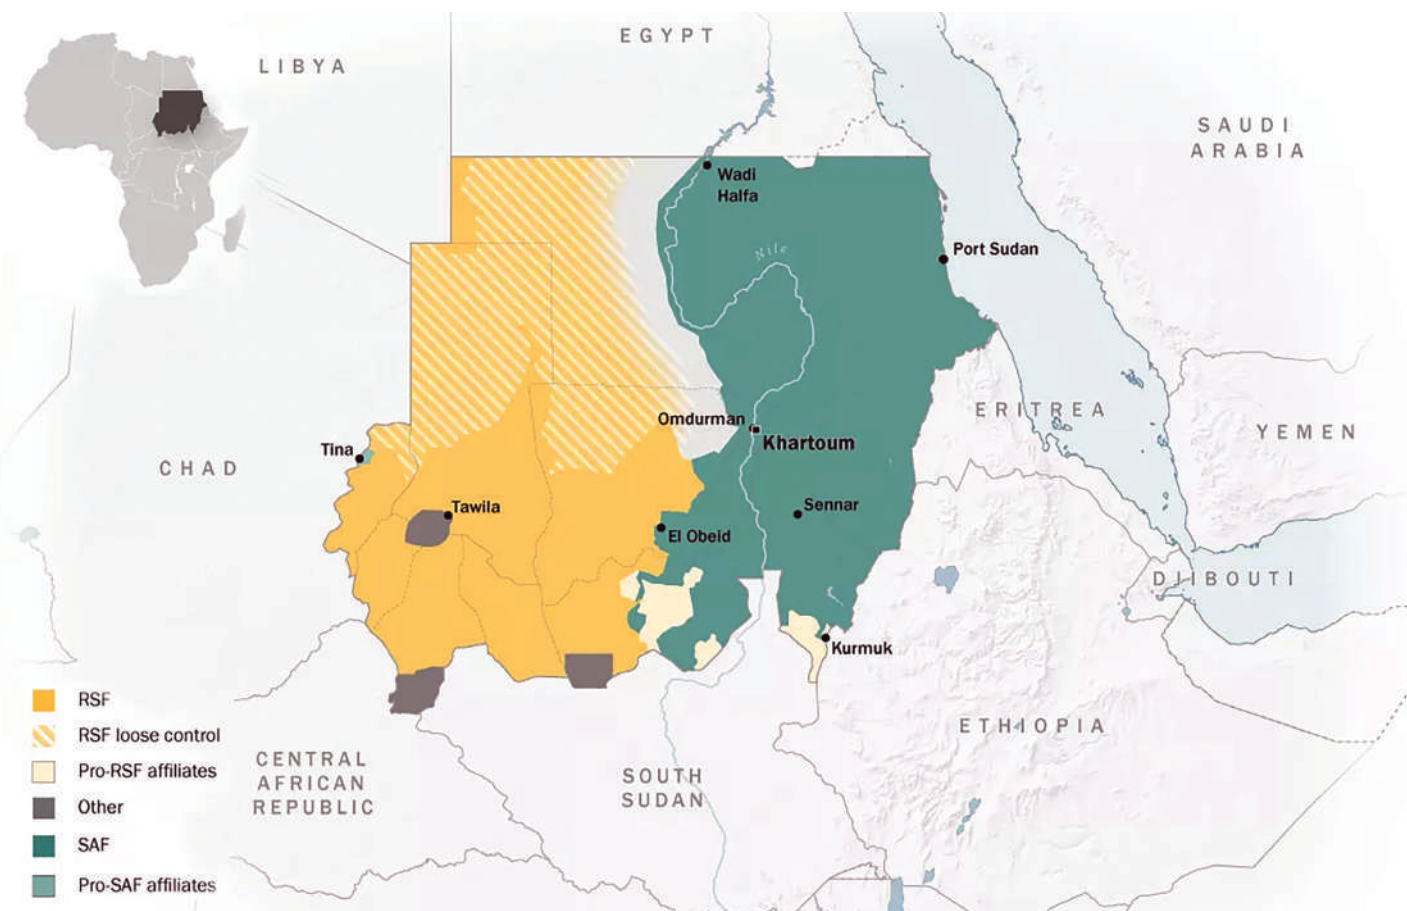 EGYPT
LIBYA
SAUDI
ARABIA
Wadi
Halfa
Nile
Port Sudan
Omdurman
Khartoum
ERITREA
YEMEN
Tina
CHAD
Tawila
Sennar
El Obeid
DJIBOUTI
Kurmuk
ETHIOPIA
CENTRAL
AFRICAN
REPUBLIC
SOUTH
SUDAN
RSF
RSF loose control
Pro-RSF affiliates
Other
SAF
Pro-SAF affiliates